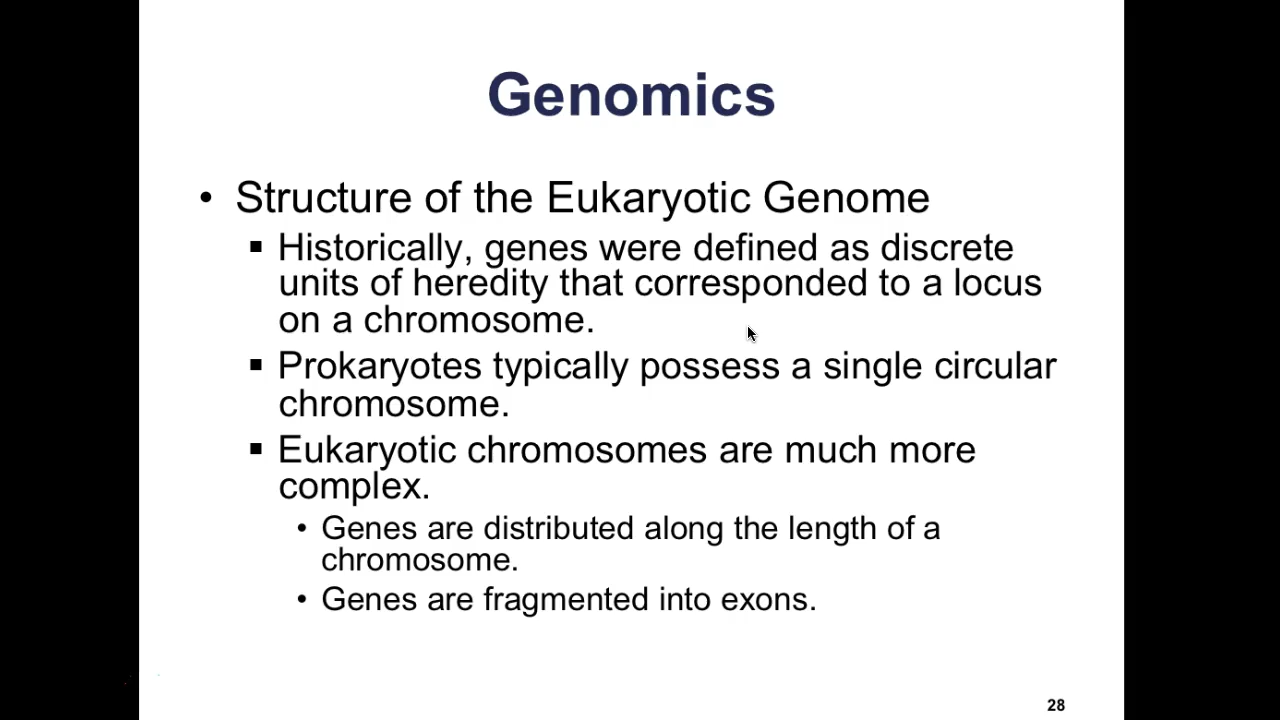 Genomics
• Structure of the Eukaryotic Genome
▪ Historically, genes were defined as discrete
units of heredity that corresponded to a locus
on a chromosome.
▪ Prokaryotes typically possess a single circular
chromosome.
▪ Eukaryotic chromosomes are much more
complex.
• Genes are distributed along the length of a
chromosome.
• Genes are fragmented into exons.
28